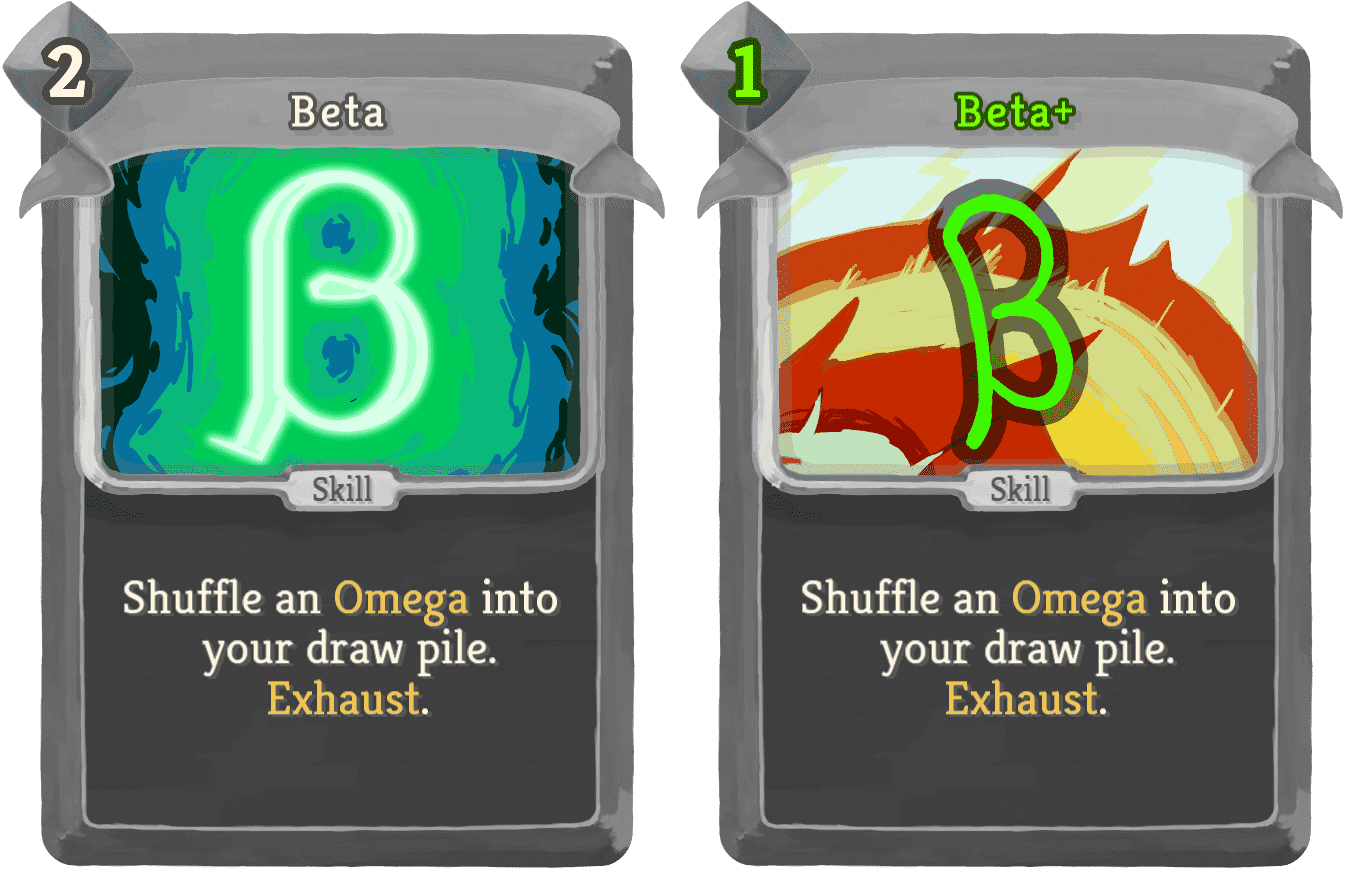 2
Beta
β
Skill
Shuffle an Omega into
your draw pile.
Exhaust.
1
Beta+
β
Skill
Shuffle an Omega into
your draw pile.
Exhaust.